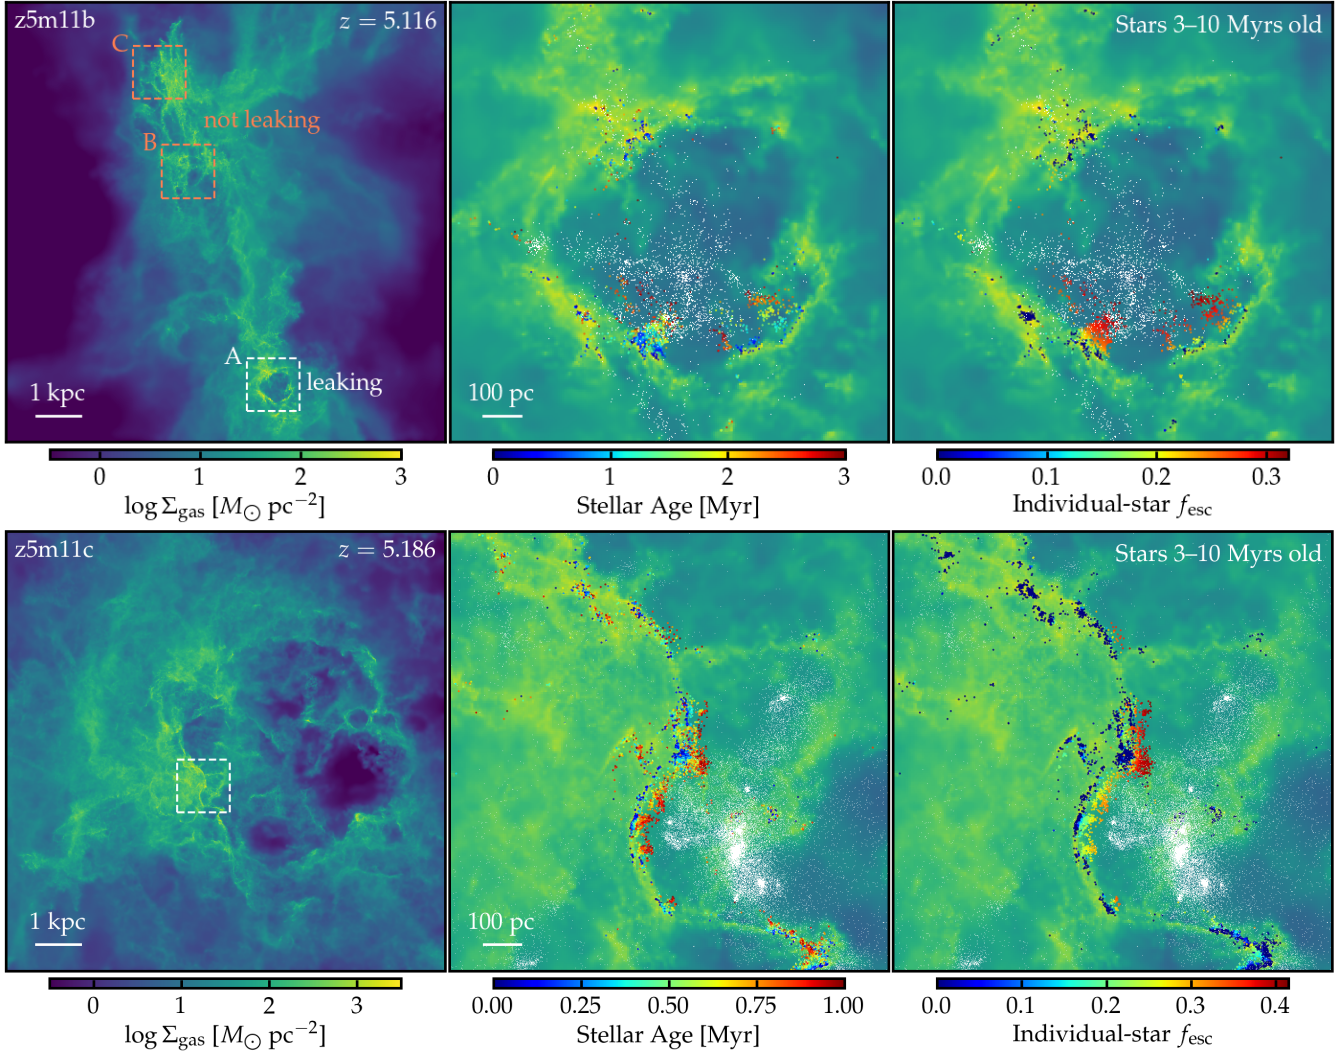 z5m11b
z = 5.116
C
not leaking
B
A
leaking
1 kpc
100 pc
Stars 3–10 Myrs old
0 1 2 3
log Σgas [M⊙ pc−2]
0 1 2 3
Stellar Age [Myr]
0.0 0.1 0.2 0.3
Individual-star fesc
z5m11c
z = 5.186
1 kpc
100 pc
Stars 3–10 Myrs old
0 1 2 3
log Σgas [M⊙ pc−2]
0.00 0.25 0.50 0.75 1.00
Stellar Age [Myr]
0.0 0.1 0.2 0.3 0.4
Individual-star fesc